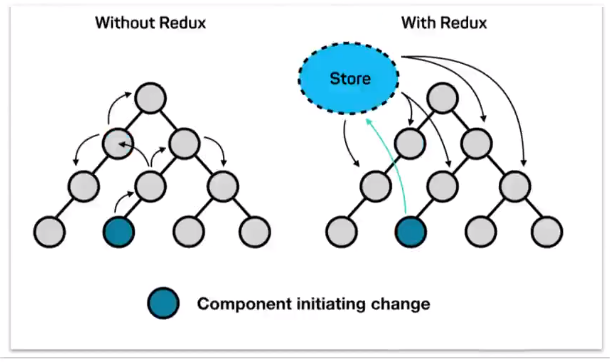 Without Redux
With Redux
Store
Component initiating change